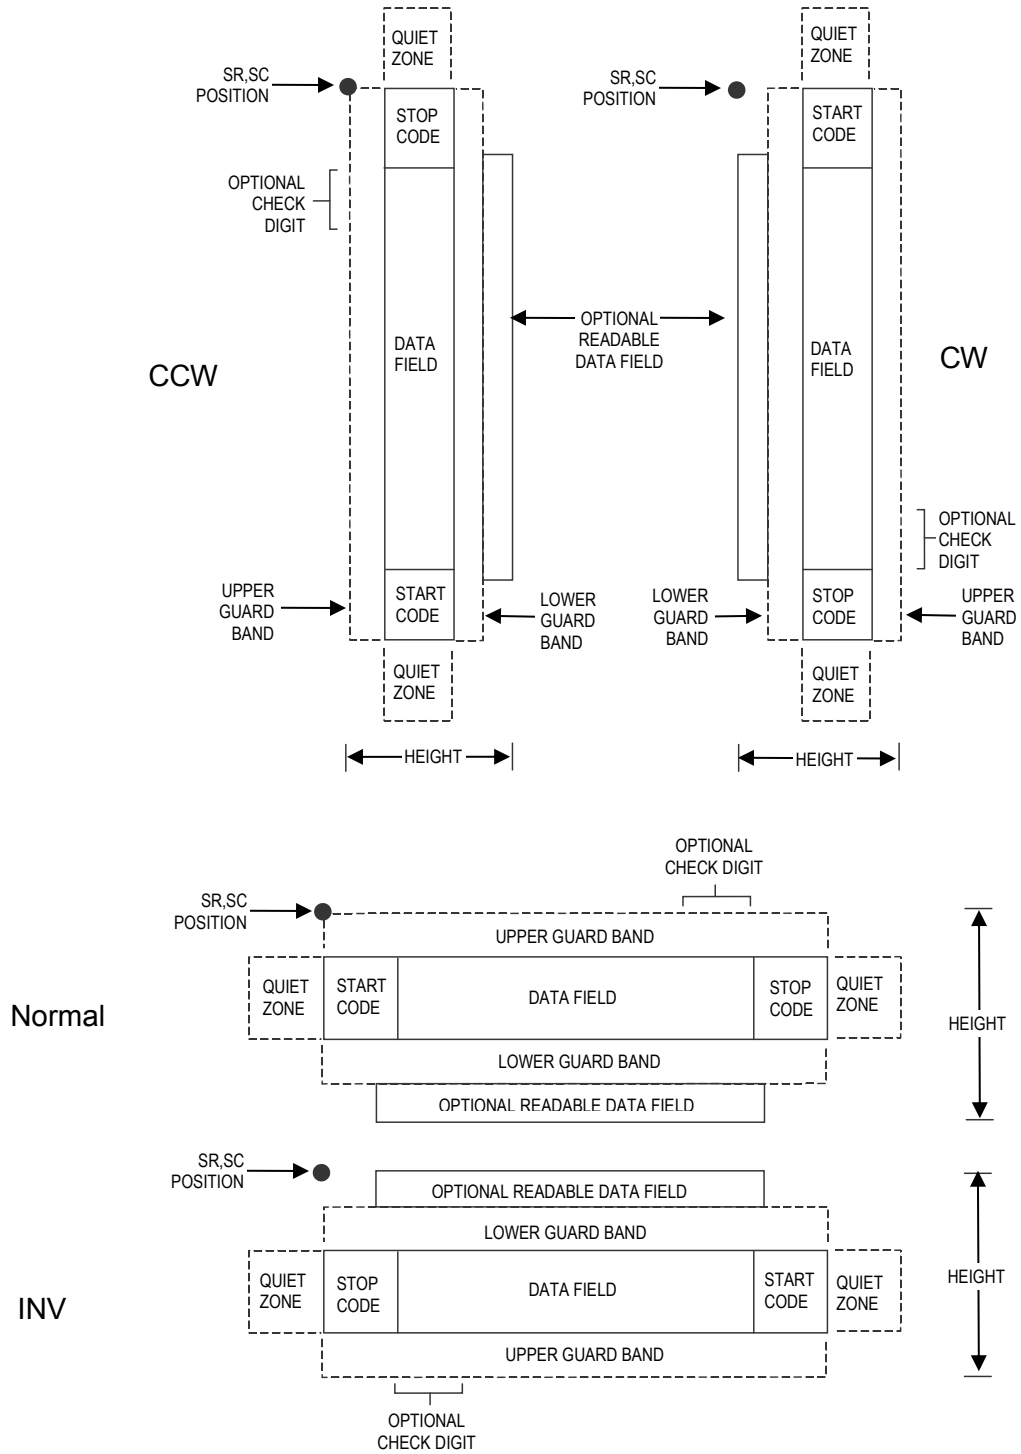 QUIET
ZONE
SR,SC
POSITION
STOP
CODE
OPTIONAL
CHECK
DIGIT
DATA
FIELD
CCW
UPPER
GUARD
BAND
START
CODE
LOWER
GUARD
BAND
QUIET
ZONE
HEIGHT
OPTIONAL
READABLE
DATA FIELD
QUIET
ZONE
SR,SC
POSITION
START
CODE
DATA
FIELD
CW
OPTIONAL
CHECK
DIGIT
LOWER
GUARD
BAND
STOP
CODE
UPPER
GUARD
BAND
QUIET
ZONE
HEIGHT
OPTIONAL
CHECK DIGIT
SR,SC
POSITION
UPPER GUARD BAND
Normal
QUIET
ZONE
START
CODE
DATA FIELD
STOP
CODE
QUIET
ZONE
HEIGHT
LOWER GUARD BAND
OPTIONAL READABLE DATA FIELD
SR,SC
POSITION
OPTIONAL READABLE DATA FIELD
LOWER GUARD BAND
INV
QUIET
ZONE
STOP
CODE
DATA FIELD
START
CODE
QUIET
ZONE
HEIGHT
UPPER GUARD BAND
OPTIONAL
CHECK DIGIT